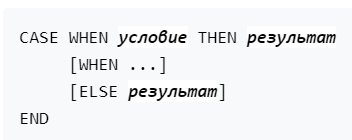 CASE WHEN условие THEN результат
[WHEN ...]
[ELSE результат]
END